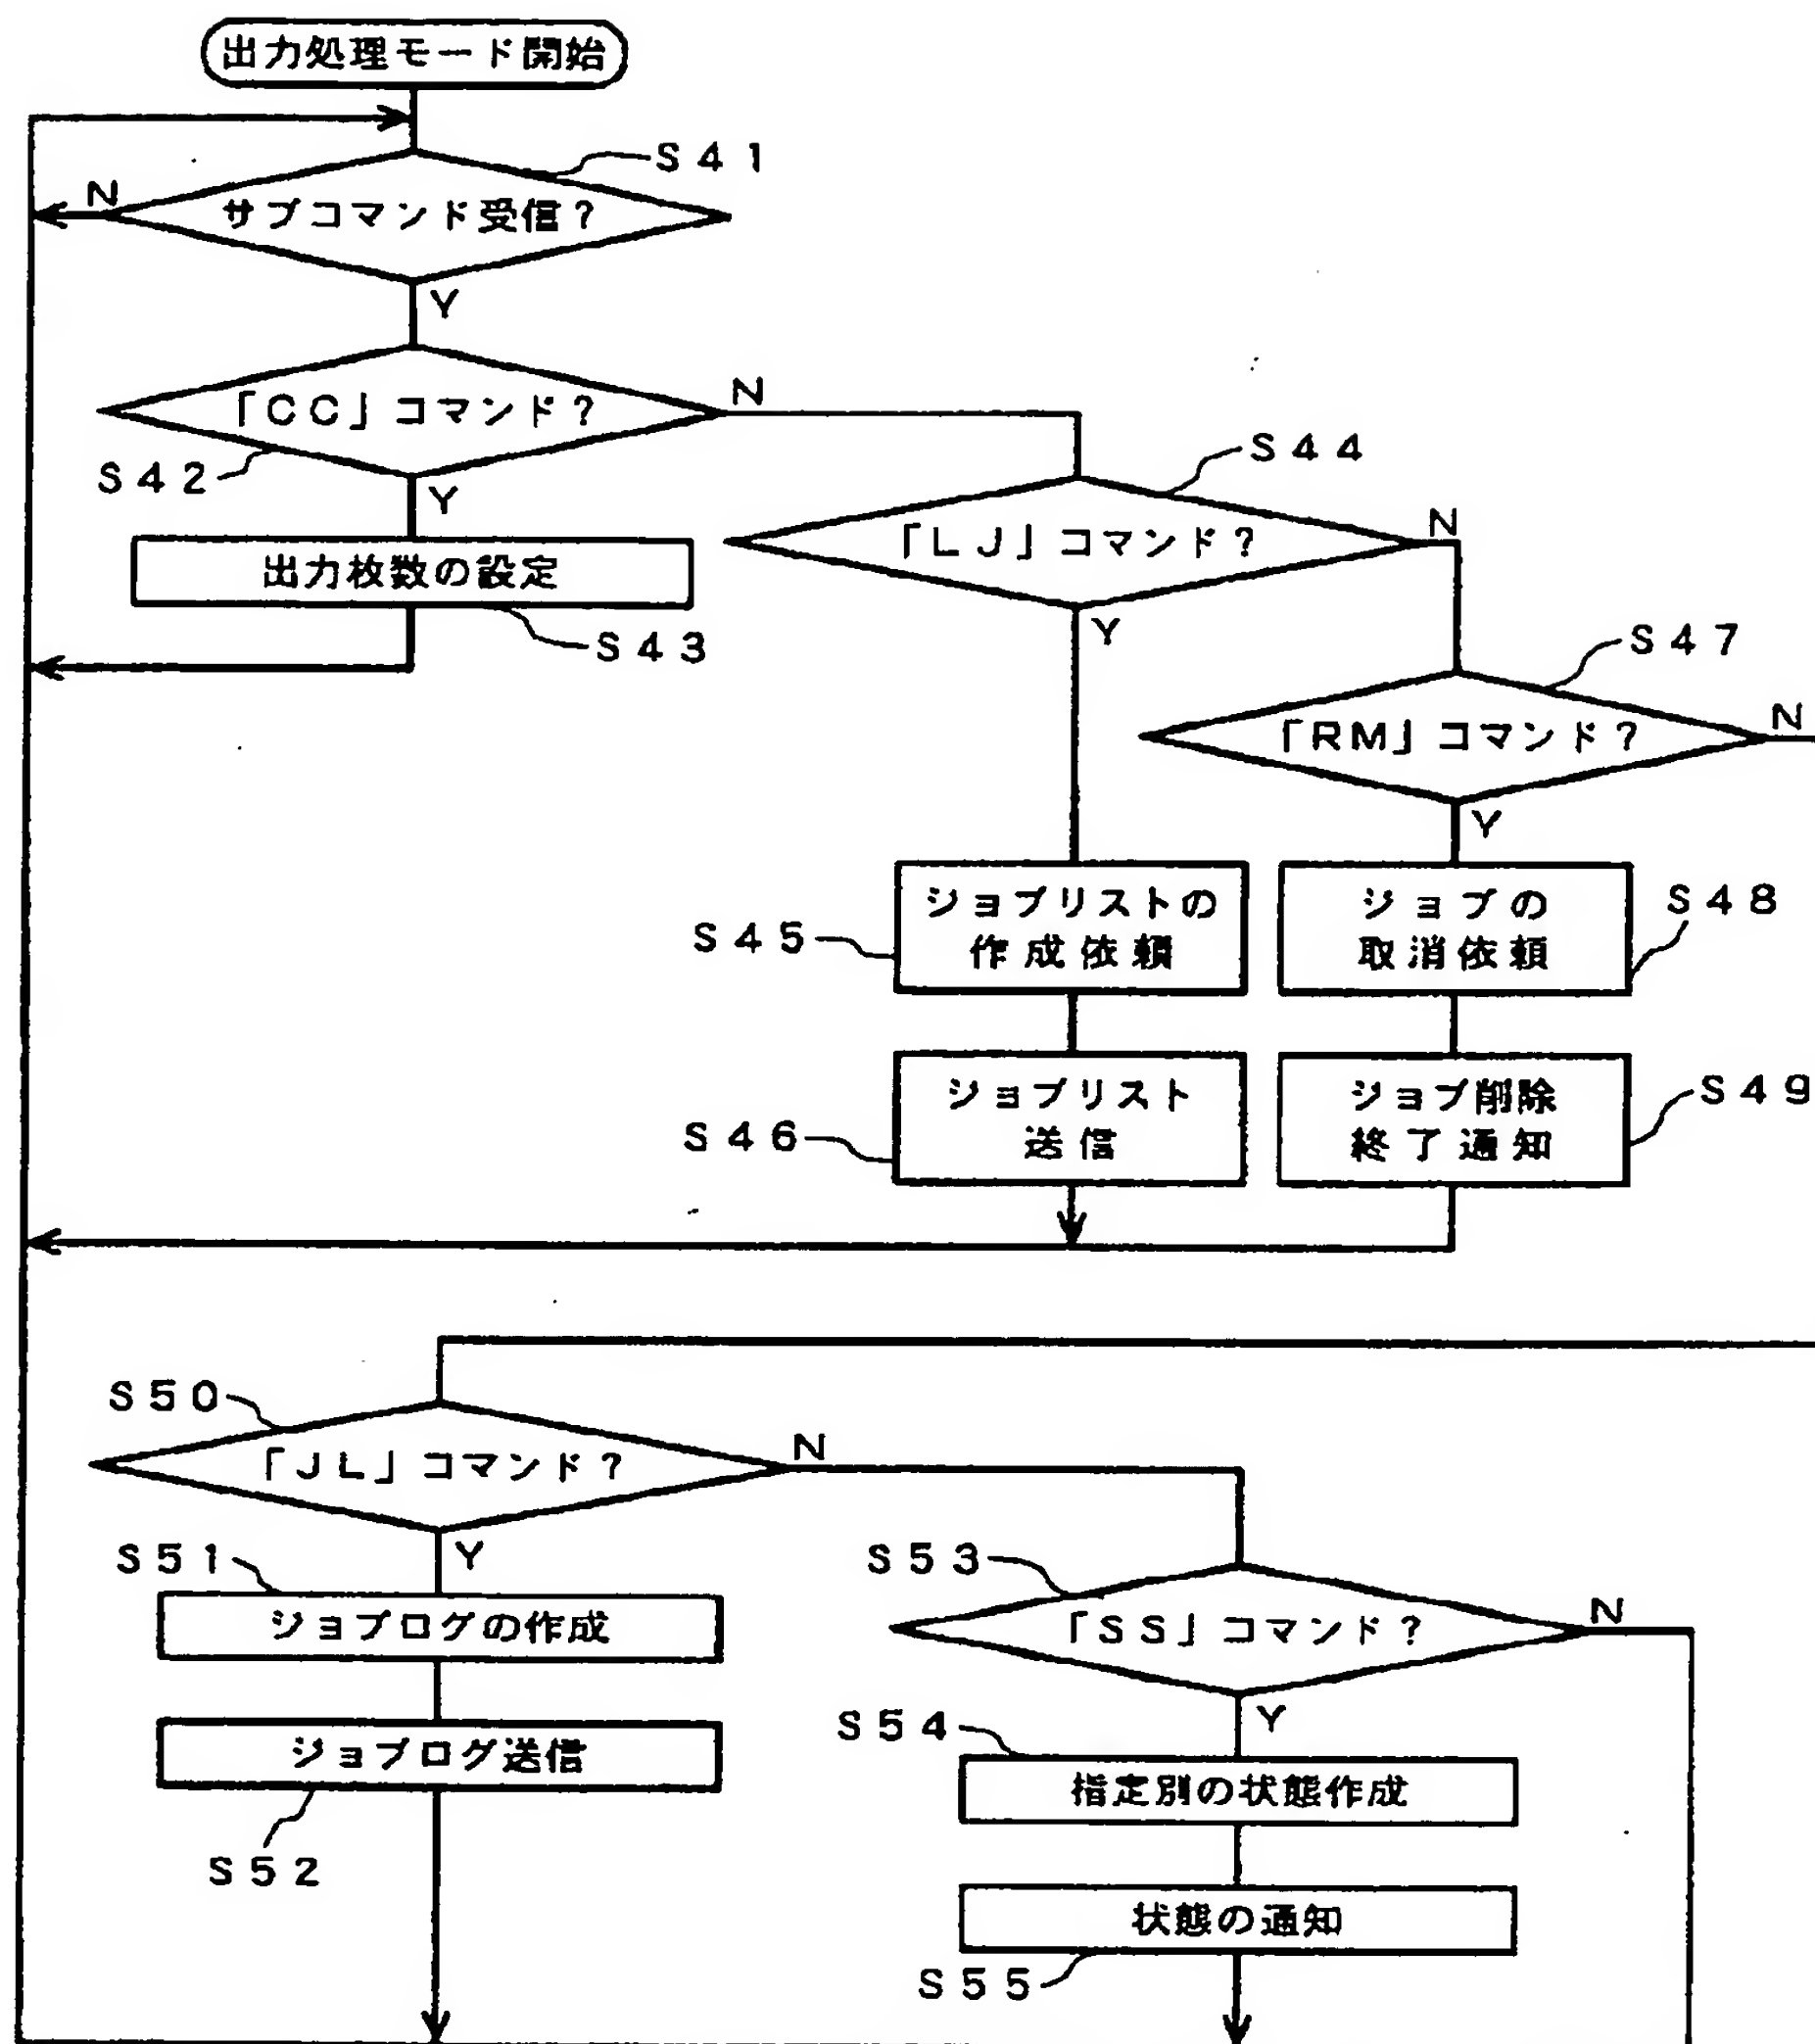 出力処理モード開始
S41
N
サブコマンド受信?
Y
「CC」コマンド?
N
S42
Y
S44
「LJ」コマンド?
N
出力枚数の設定
S43
Y
S47
「RM」コマンド?
N
Y
ジョブリストの
作成依頼
S45
ジョブの
取消依頼
S48
ジョブリスト
送信
S46
ジョブ削除
終了通知
S49
S50
「JL」コマンド?
N
S51
Y
ジョブログの作成
S53
「SS」コマンド?
N
ジョブログ送信
S52
S54
Y
指定別の状態作成
状態の通知
S55